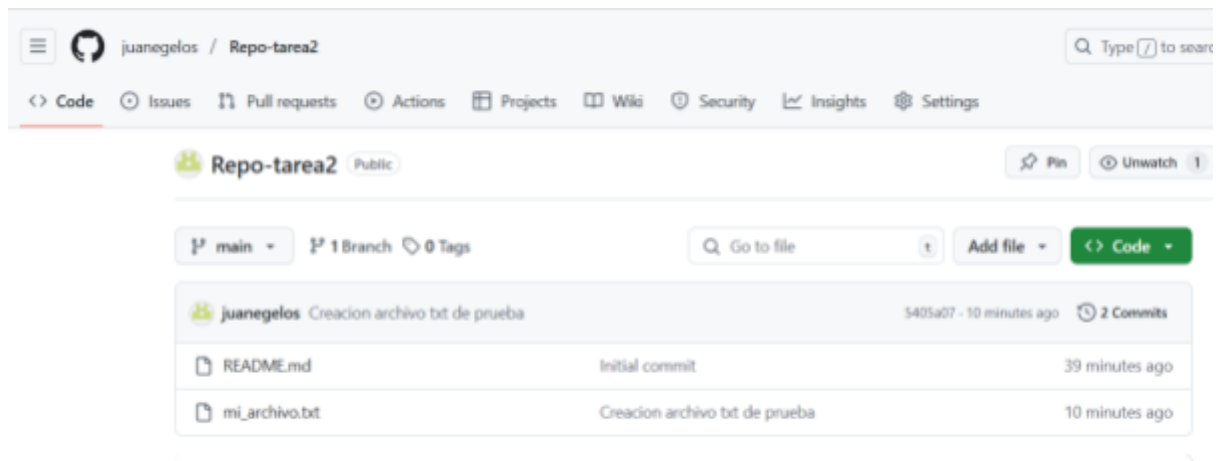 juanegelos / Repo-tarea2
Type / to searc
Code Issues Pull requests Actions Projects Wiki Security Insights Settings
Repo-tarea2 Public Pin Unwatch 1
main 1 Branch 0 Tags Go to file t Add file Code
juanegelos Creacion archivo txt de prueba 5405a07 · 10 minutes ago 2 Commits
README.md Initial commit 39 minutes ago
mi_archivo.txt Creacion archivo txt de prueba 10 minutes ago